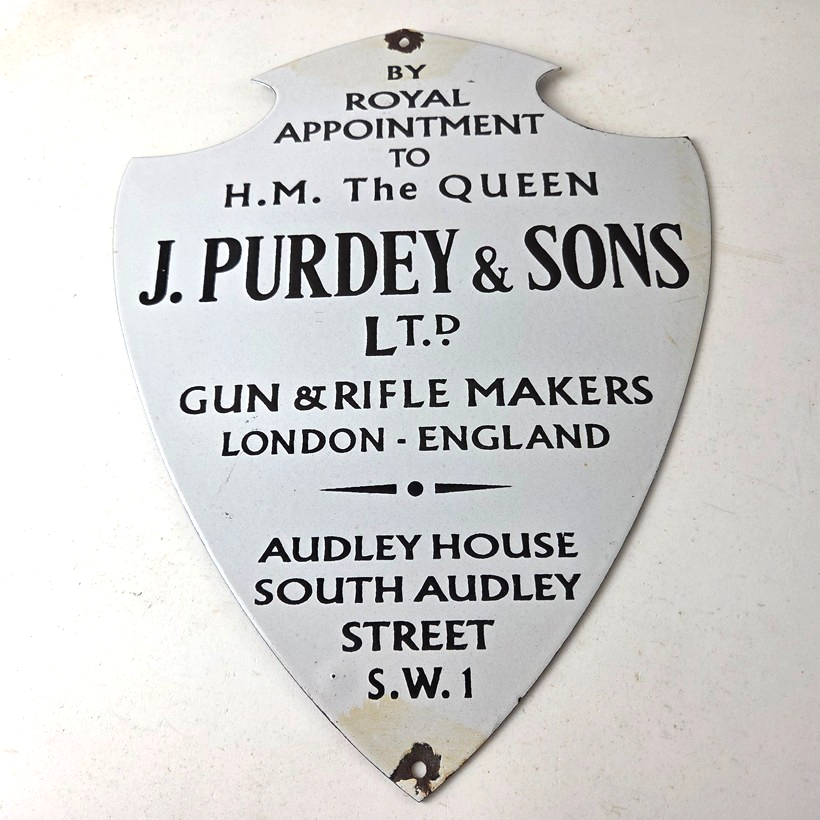 BY
ROYAL
APPOINTMENT
TO
H.M. The QUEEN
J. PURDEY & SONS
LT.D
GUN & RIFLE MAKERS
LONDON - ENGLAND
AUDLEY HOUSE
SOUTH AUDLEY
STREET
S.W.1